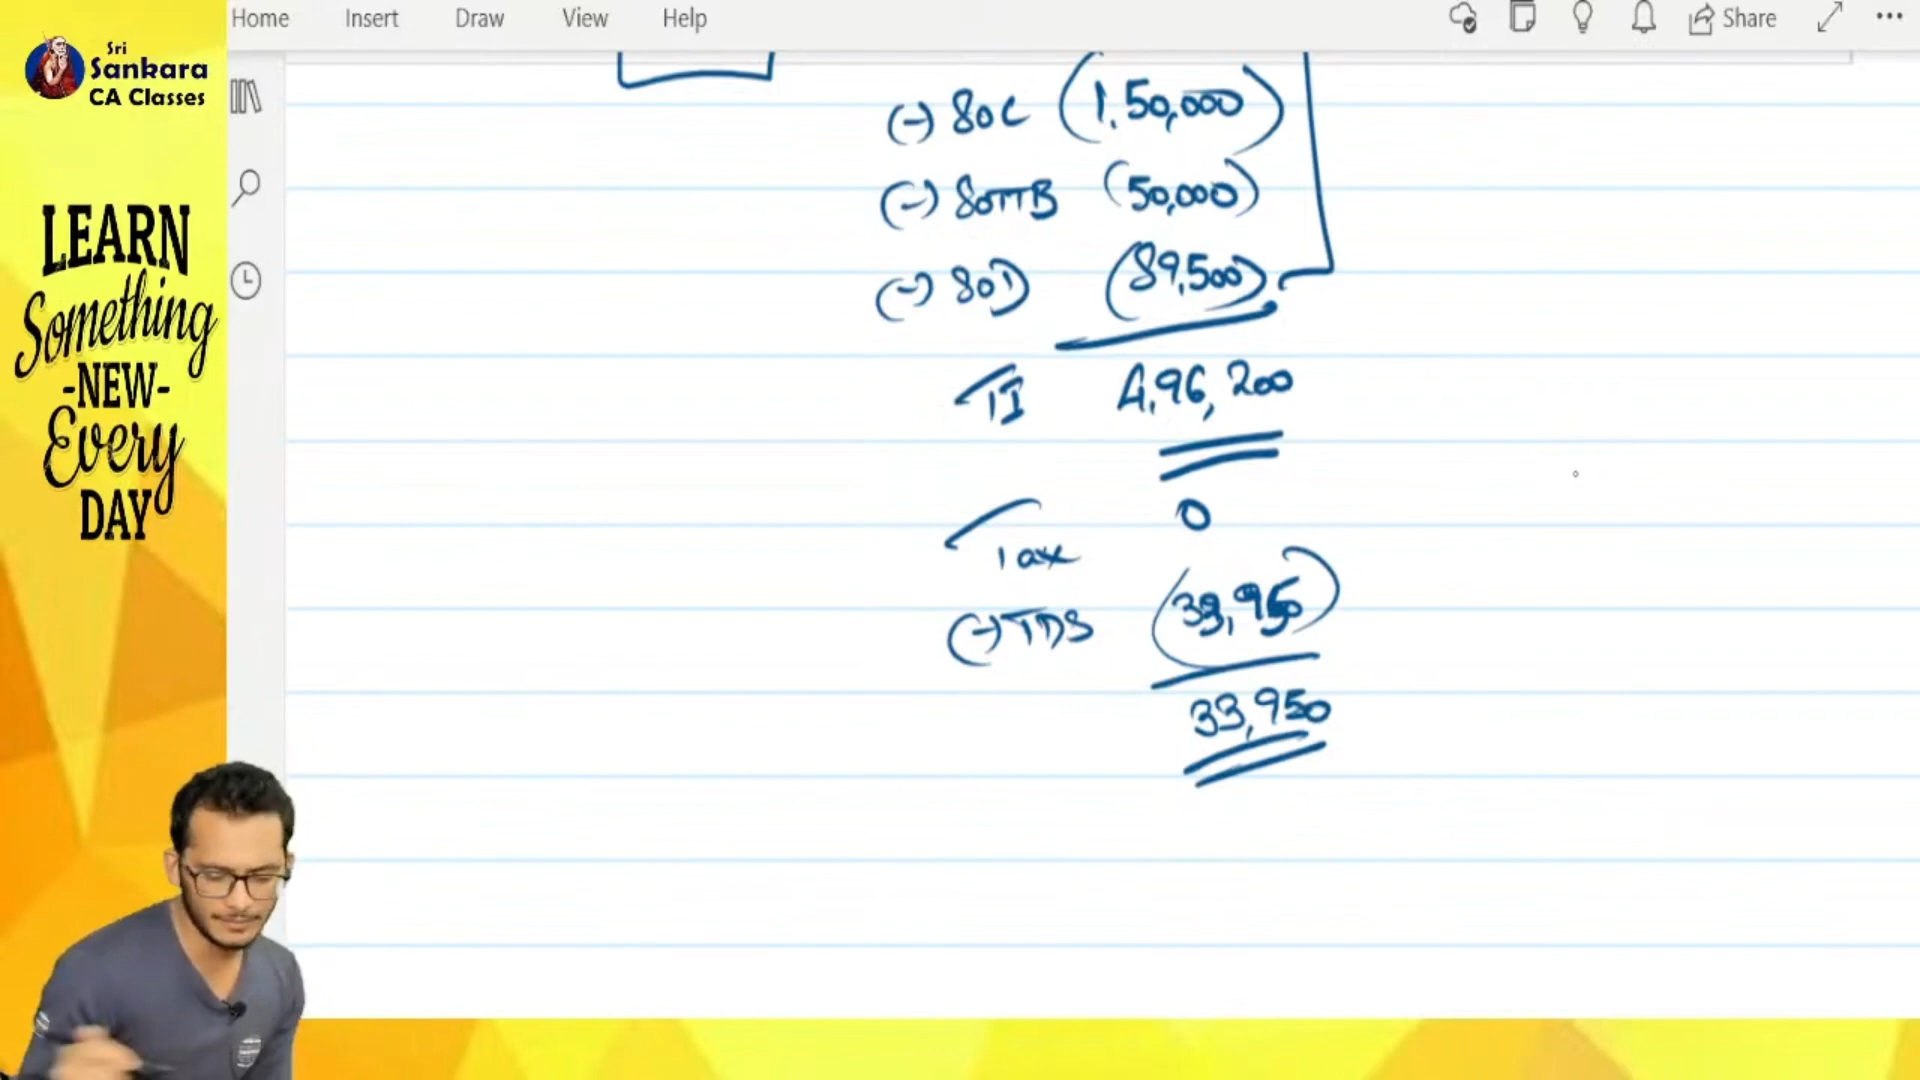 Home Insert Draw View Help Share
Sri
Sankara
CA Classes
LEARN
Something
-NEW-
Every
DAY
(-) 80C (1,50,000)
(-) 80TTB (50,000)
(-) 80D (89,500)
TI 4,96,200
Tax 0
(-) TDS (33,950)
33,950